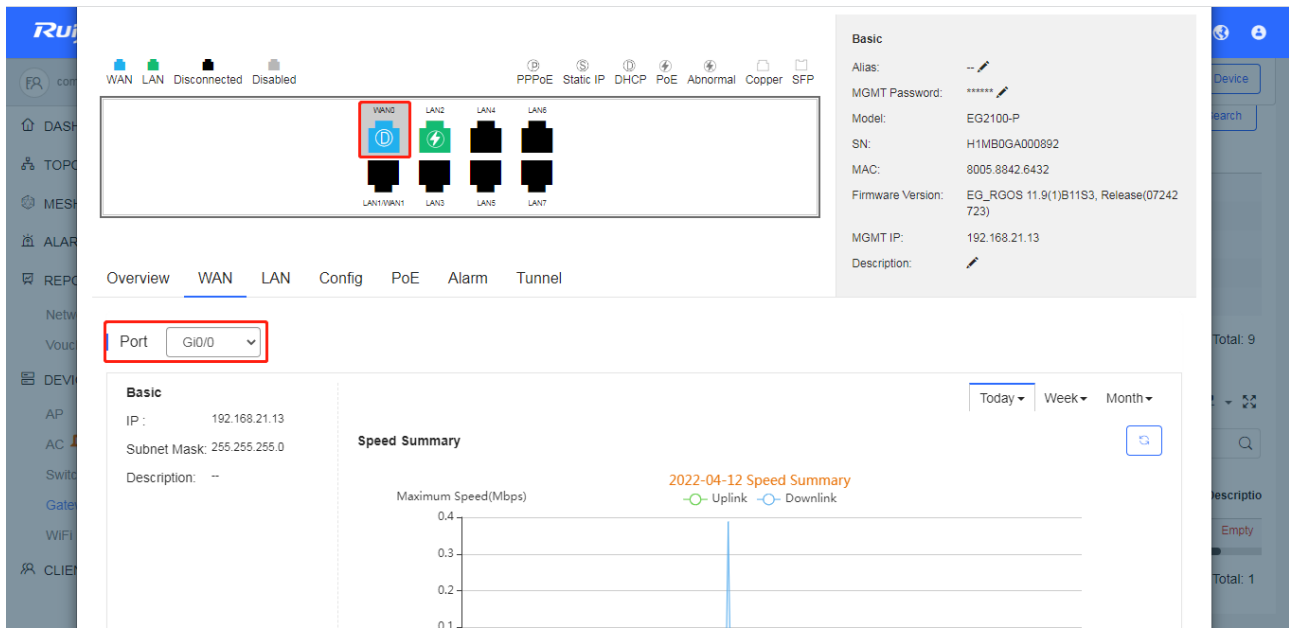 Rui
WAN LAN Disconnected Disabled
PPPoE Static IP DHCP PoE Abnormal Copper SFP
WAN0 LAN2 LAN4 LAN6
D
LAN1/WAN1 LAN3 LAN5 LAN7
Basic
Alias: --
MGMT Password: ******
Model: EG2100-P
SN: H1MB0GA000892
MAC: 8005.8842.6432
Firmware Version: EG_RGOS 11.9(1)B11S3, Release(07242
723)
MGMT IP: 192.168.21.13
Description:
Device
earch
com
DASH
TOPO
MESH
ALAR
REPO
Netw
Vouc
DEVI
AP
AC
Switc
Gate
WiFi
CLIEN
Overview WAN LAN Config PoE Alarm Tunnel
Port Gi0/0
Basic
IP : 192.168.21.13
Subnet Mask: 255.255.255.0
Description: --
Today Week Month
Speed Summary
2022-04-12 Speed Summary
Maximum Speed(Mbps)
Uplink Downlink
0.4
0.3
0.2
0.1
Total: 9
Descriptio
Empty
Total: 1